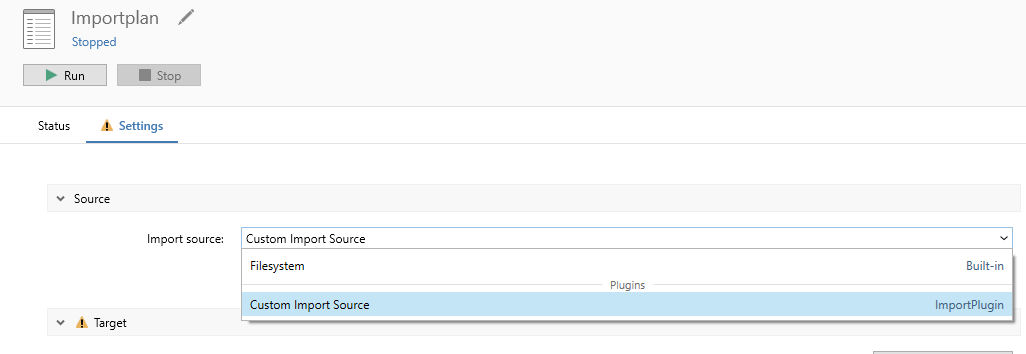 Importplan
Stopped
Run Stop
Status Settings
Source
Import source: Custom Import Source
Filesystem Built-in
Plugins
Custom Import Source ImportPlugin
Target